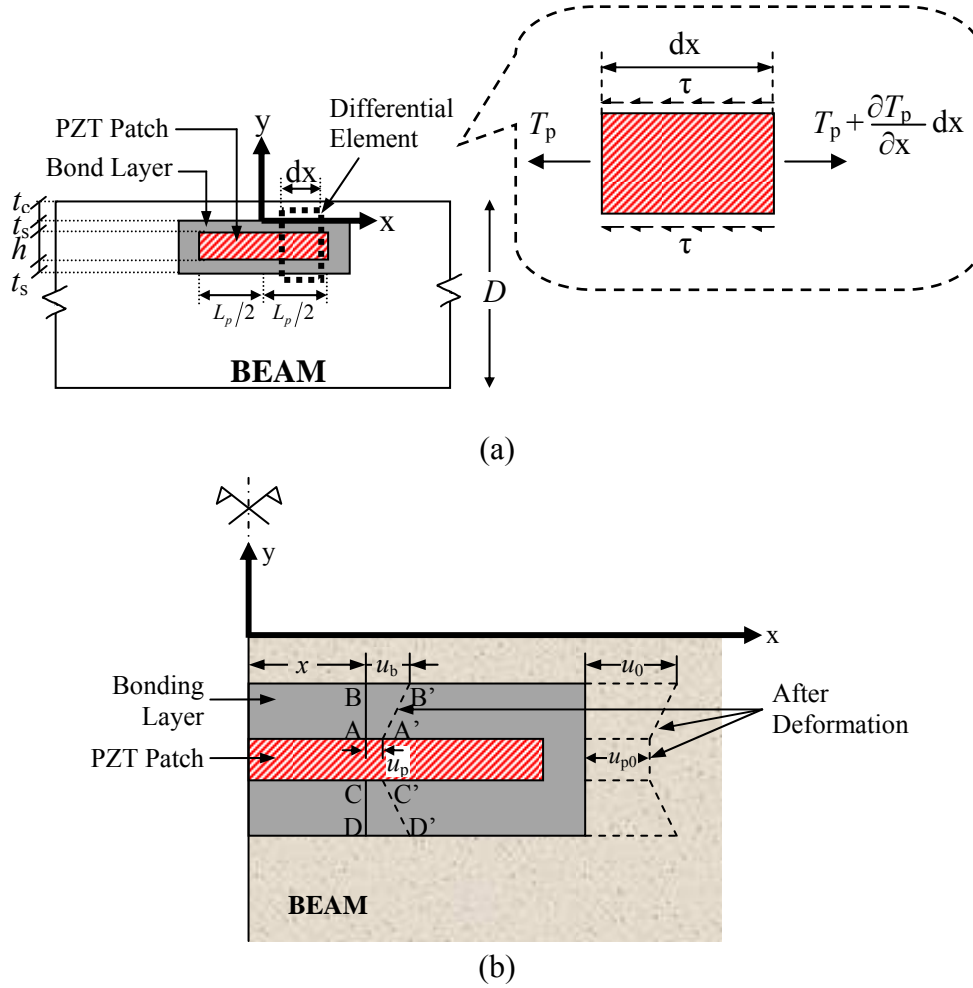 dx
τ
T_p
T_p + ∂T_p/∂x dx
τ
PZT Patch
Bond Layer
y
Differential
Element
dx
x
t_c
t_s
h
t_s
L_p/2
L_p/2
D
BEAM
(a)
y
x
x
u_b
u_0
Bonding
Layer
B
B’
A
A’
After
Deformation
PZT Patch
u_p
u_p0
C
C’
D
D’
BEAM
(b)